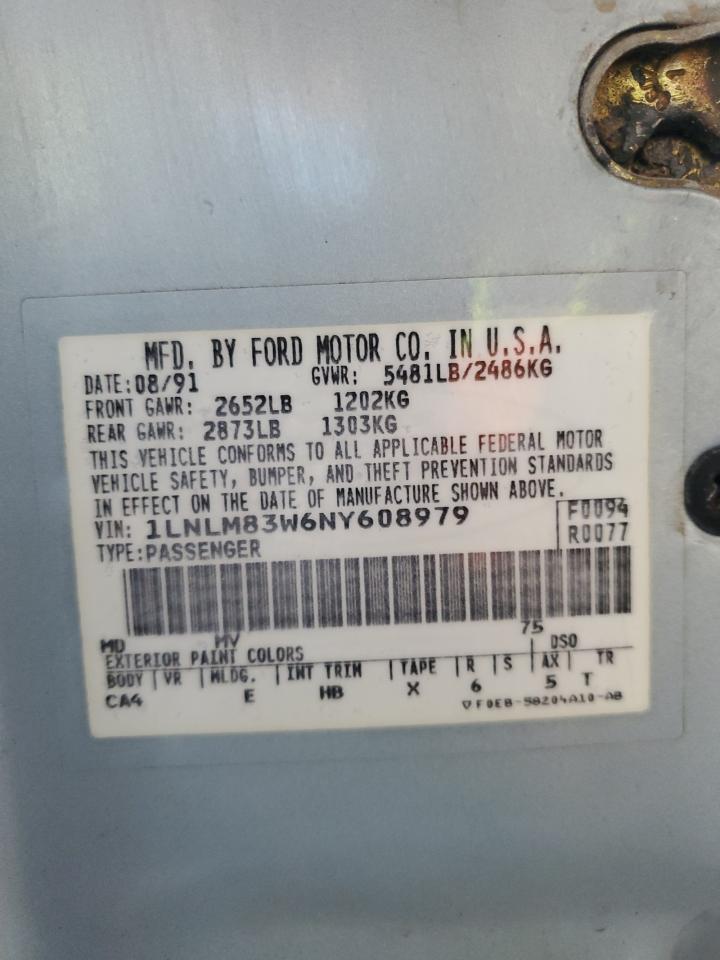 MFD. BY FORD MOTOR CO. IN U.S.A.
DATE:08/91 GVWR: 5481LB/2486KG
FRONT GAWR: 2652LB 1202KG
REAR GAWR: 2873LB 1303KG
THIS VEHICLE CONFORMS TO ALL APPLICABLE FEDERAL MOTOR
VEHICLE SAFETY, BUMPER, AND THEFT PREVENTION STANDARDS
IN EFFECT ON THE DATE OF MANUFACTURE SHOWN ABOVE.
VIN: 1LNLM83W6NY608979 F0094
TYPE:PASSENGER R0077
MD MV 75
EXTERIOR PAINT COLORS DSO
BODY VR MLDG. INT TRIM TAPE R S AX TR
CA4 E HB X 6 5 T
F0EB-58204A10-AB